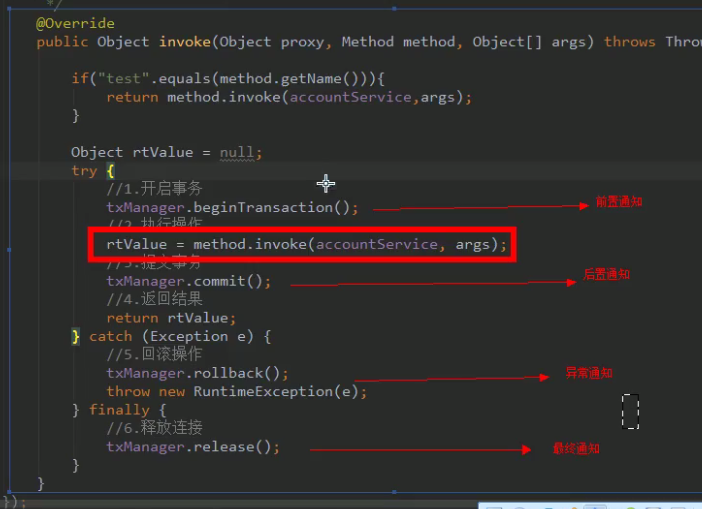 */
@Override
public Object invoke(Object proxy, Method method, Object[] args) throws Throw
if("test".equals(method.getName())){
return method.invoke(accountService,args);
}
Object rtValue = null;
try {
//1.开启事务
txManager.beginTransaction();
前置通知
//2.执行操作
rtValue = method.invoke(accountService, args);
//3.提交事务
txManager.commit();
后置通知
//4.返回结果
return rtValue;
} catch (Exception e) {
//5.回滚操作
txManager.rollback();
异常通知
throw new RuntimeException(e);
} finally {
//6.释放连接
txManager.release();
最终通知
}
}
});